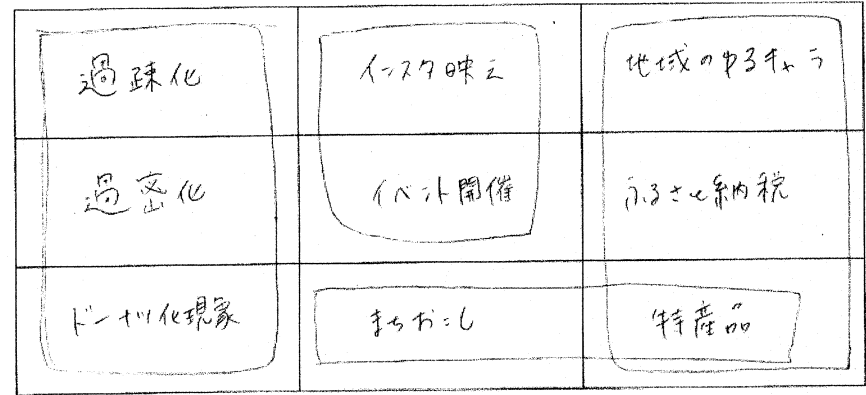 過疎化 インスタ映え 地域のゆるキャラ
過密化 イベント開催 ふるさと納税
ドーナツ化現象 まちおこし 特産品